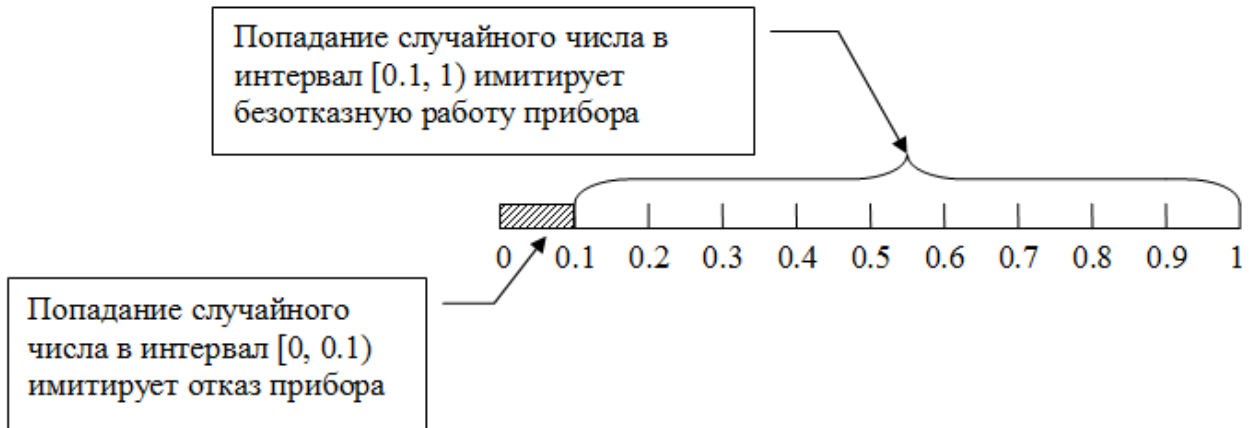 Попадание случайного числа в
интервал [0.1, 1) имитирует
безотказную работу прибора
0 0.1 0.2 0.3 0.4 0.5 0.6 0.7 0.8 0.9 1
Попадание случайного
числа в интервал [0, 0.1)
имитирует отказ прибора